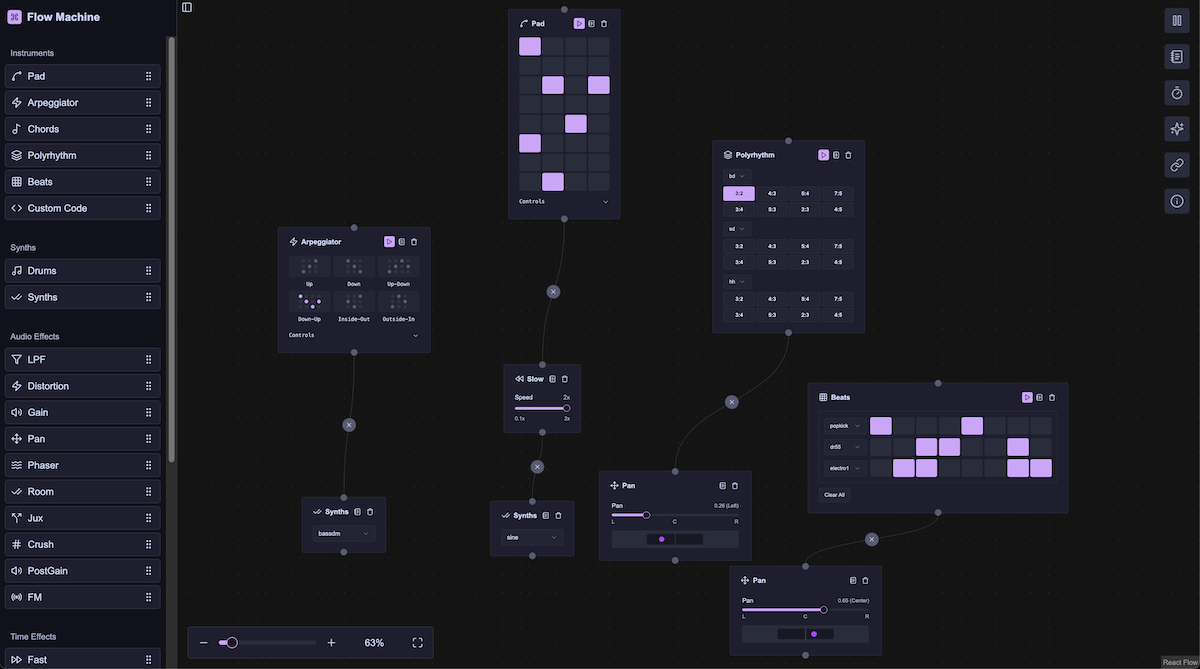 Flow Machine
Instruments
Pad
Arpeggiator
Chords
Polyrhythm
Beats
Custom Code
Synths
Drums
Synths
Audio Effects
LPF
Distortion
Gain
Pan
Phaser
Room
Jux
Crush
PostGain
FM
Time Effects
Fast
Pad
Controls
Arpeggiator
Up Down Up-Down
Down-Up Inside-Out Outside-In
Controls
Synths
bassdm
Slow
Speed 2x
0.1x 2x
Synths
sine
Polyrhythm
bd
3:2 4:3 5:4 7:5
3:4 5:3 2:3 4:5
sd
3:2 4:3 5:4 7:5
3:4 5:3 2:3 4:5
hh
3:2 4:3 5:4 7:5
3:4 5:3 2:3 4:5
Pan
Pan 0.26 (Left)
L C R
Beats
popkick
dr55
electro1
Clear All
Pan
Pan 0.65 (Center)
L C R
63%
React Flow